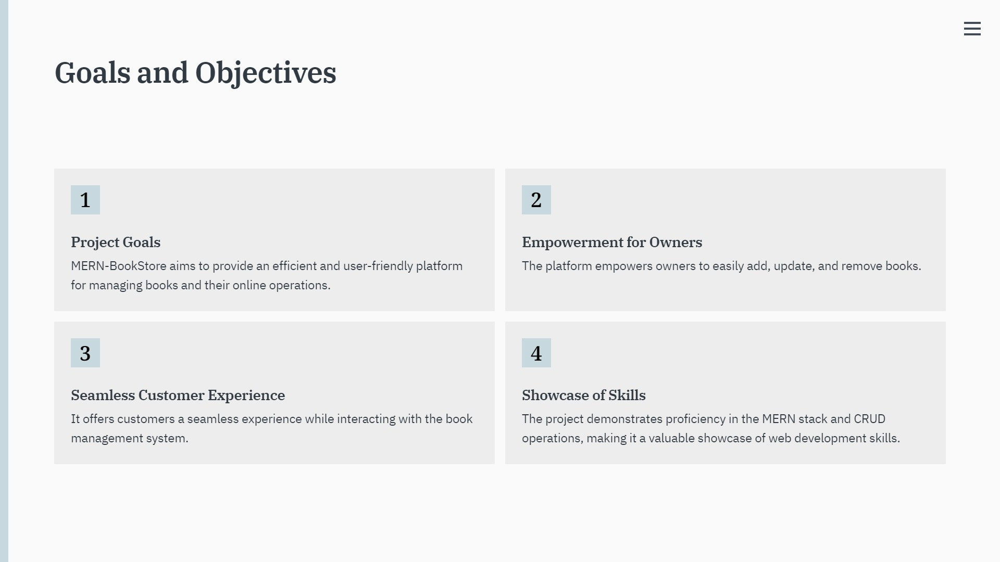 Goals and Objectives
1
Project Goals
MERN-BookStore aims to provide an efficient and user-friendly platform
for managing books and their online operations.
2
Empowerment for Owners
The platform empowers owners to easily add, update, and remove books.
3
Seamless Customer Experience
It offers customers a seamless experience while interacting with the book
management system.
4
Showcase of Skills
The project demonstrates proficiency in the MERN stack and CRUD
operations, making it a valuable showcase of web development skills.